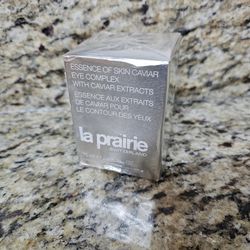 ESSENCE OF SKIN CAVIAR
EYE COMPLEX
WITH CAVIAR EXTRACTS
ESSENCE AUX EXTRAITS
DE CAVIAR POUR
LE CONTOUR DES YEUX
la prairie
SWITZERLAND